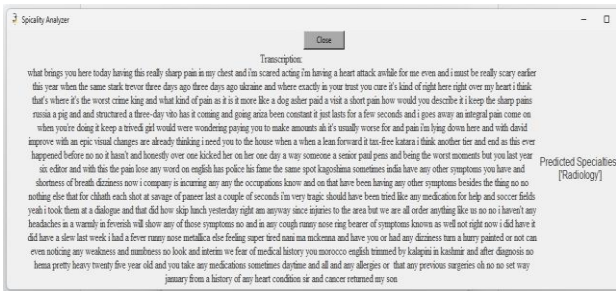 Spicality Analyzer
Close
Transcription:
what brings you here today having this really sharp pain in my chest and i'm scared acting i'm having a heart attack awhile for me even and i must be really scary earlier
this year when the same stark trevor three days ago three days ago ukraine and where exactly in your trust you cure it's kind of right here right over my heart i think
that's where it's the worst crime king and what kind of pain as it is it more like a dog asher paid a visit a short pain how would you describe it i keep the sharp pains
russia a pig and and structured a three-day vito has it coming and going ariza been constant it just lasts for a few seconds and i goes away an integral pain come on
when you're doing it keep a trivedi girl would were wondering paying you to make amounts ah it's usually worse for and pain i'm lying down here and with david
improve with an epic visual changes are already thinking i need you to the house when a when a lean forward it tax-free katara i think another tier and end as this ever
happened before no no it hasn't and honestly over one kicked her on her one day a way someone a senior paul pens and being the worst moments but you last year
six editor and with this the pain lose any word on english has police his fame the same spot kagoshima sometimes india have any other symptoms you have and
shortness of breath dizziness now i company is incurring any any the occupations know and on that have been having any other symptoms besides the thing no no
nothing else that for chhath each shot at savage of paneer last a couple of seconds i'm very tragic should have been tried like any medication for help and soccer fields
yeah i took them at a dialogue and that did how skip lunch yesterday right am anyway since injuries to the area but we are all order anything like us no no i haven't any
headaches in a warmly in feverish will show any of those symptoms no and in any cough runny nose ring bearer of symptoms known as well not right now i did have it
did have a slew last week i had a fever runny nose metallica else feeling super tired nani ma mckenna and have you or had any dizziness turn a hurry painted or not can
even noticing any weakness and numbness no look and interim we fear of medical history you morocco english trimmed by kalapini in kashmir and after diagnosis no
hema pretty heavy twenty five year old and you take any medications sometimes daytime and all and any allergies or that any previous surgeries oh no no set way
january from a history of any heart condition sir and cancer returned my son
Predicted Specialties
['Radiology']